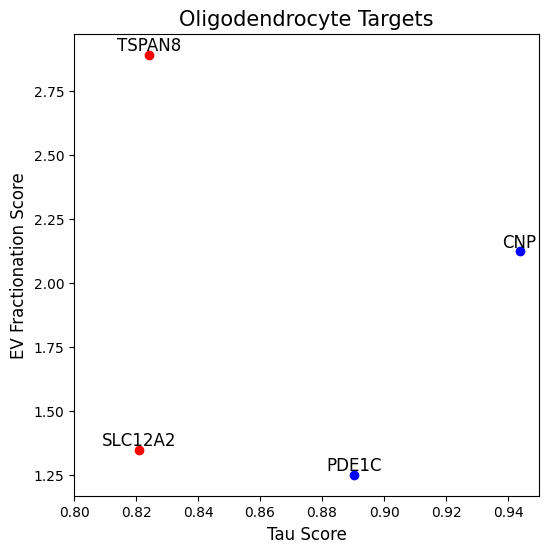 Oligodendrocyte Targets
TSPAN8
CNP
SLC12A2
PDE1C
EV Fractionation Score
2.75
2.50
2.25
2.00
1.75
1.50
1.25
0.80 0.82 0.84 0.86 0.88 0.90 0.92 0.94
Tau Score